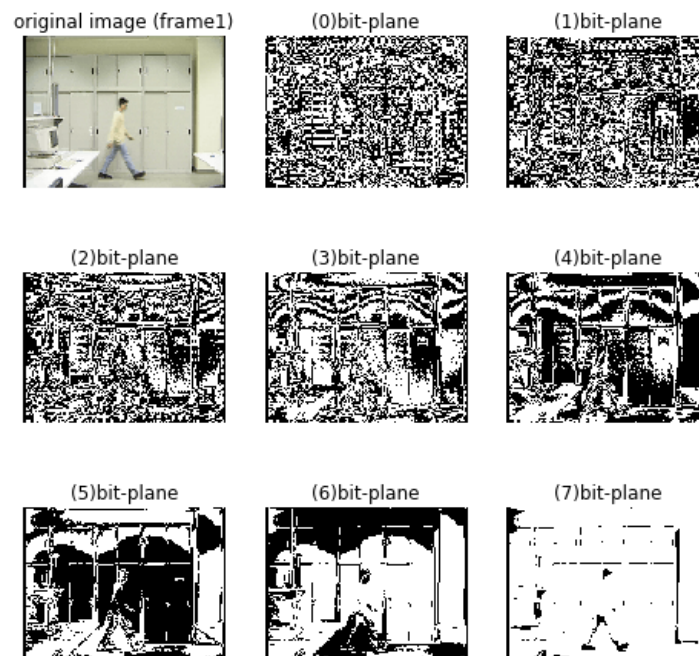 original image (frame1)
(0)bit-plane
(1)bit-plane
(2)bit-plane
(3)bit-plane
(4)bit-plane
(5)bit-plane
(6)bit-plane
(7)bit-plane